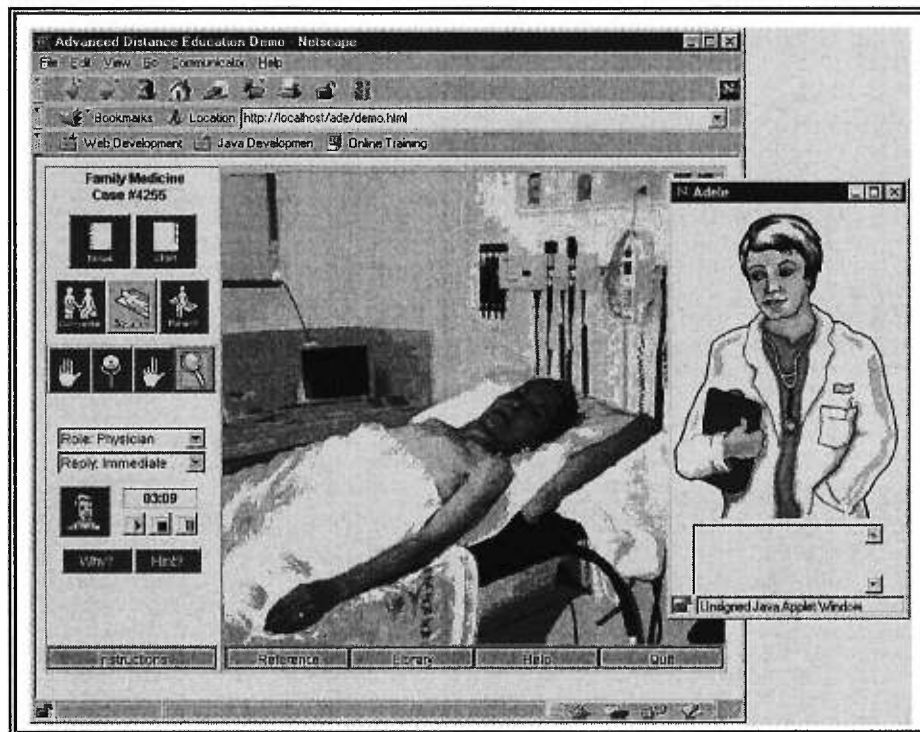 Advanced Distance Education Demo - Netscape
File Edit View Go Communicator Help
Bookmarks Location http://localhost/ade/demo.html
Web Development Java Developmen Online Training
Family Medicine
Case #4255
Role: Physician
Reply: Immediate
03:09
Why? Hint?
Instructions Reference Library Help Quit
Adele
Unsigned Java Applet Window